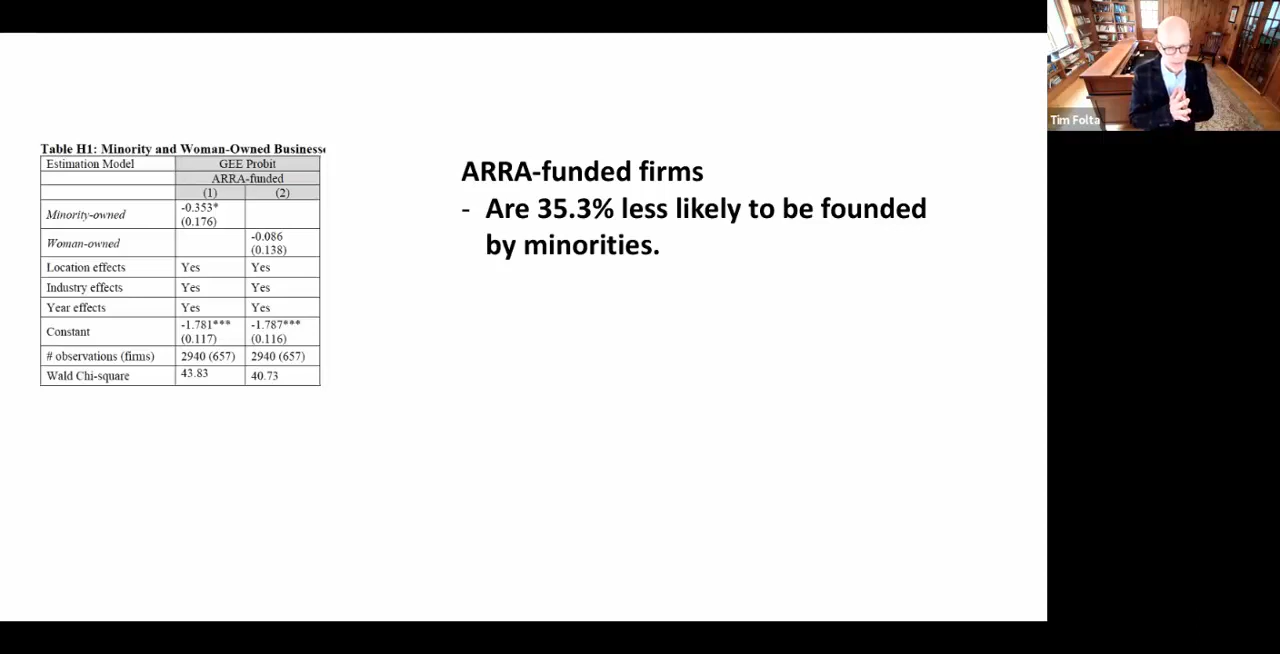 Table H1: Minority and Woman-Owned Business
Estimation Model GEE Probit
ARRA-funded
(1) (2)
Minority-owned -0.353*
(0.176)
Woman-owned -0.086
(0.138)
Location effects Yes Yes
Industry effects Yes Yes
Year effects Yes Yes
Constant -1.781*** -1.787***
(0.117) (0.116)
# observations (firms) 2940 (657) 2940 (657)
Wald Chi-square 43.83 40.73
ARRA-funded firms
- Are 35.3% less likely to be founded
by minorities.
Tim Folta